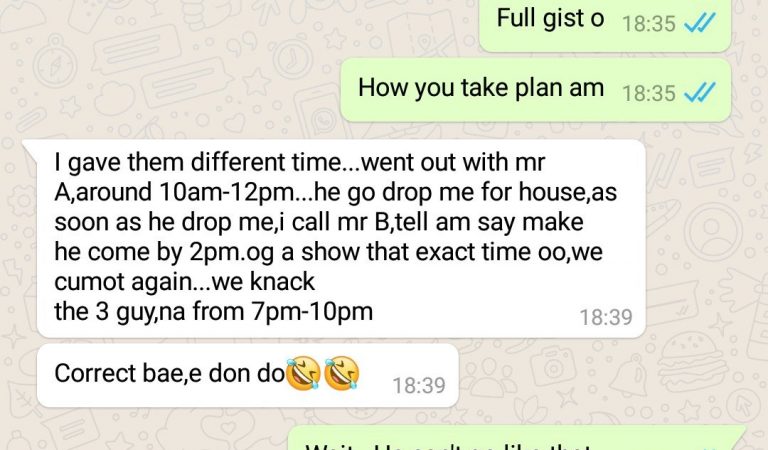 Full gist o 18:35
How you take plan am 18:35
I gave them different time...went out with mr
A,around 10am-12pm...he go drop me for house,as
soon as he drop me,i call mr B,tell am say make
he come by 2pm.og a show that exact time oo,we
cumot again...we knack
the 3 guy,na from 7pm-10pm
18:39
Correct bae,e don do🤣🤣 18:39